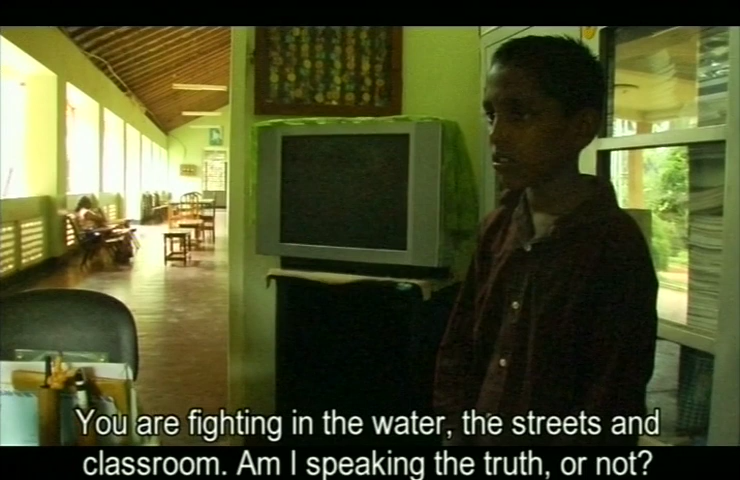 You are fighting in the water, the streets and
classroom. Am I speaking the truth, or not?